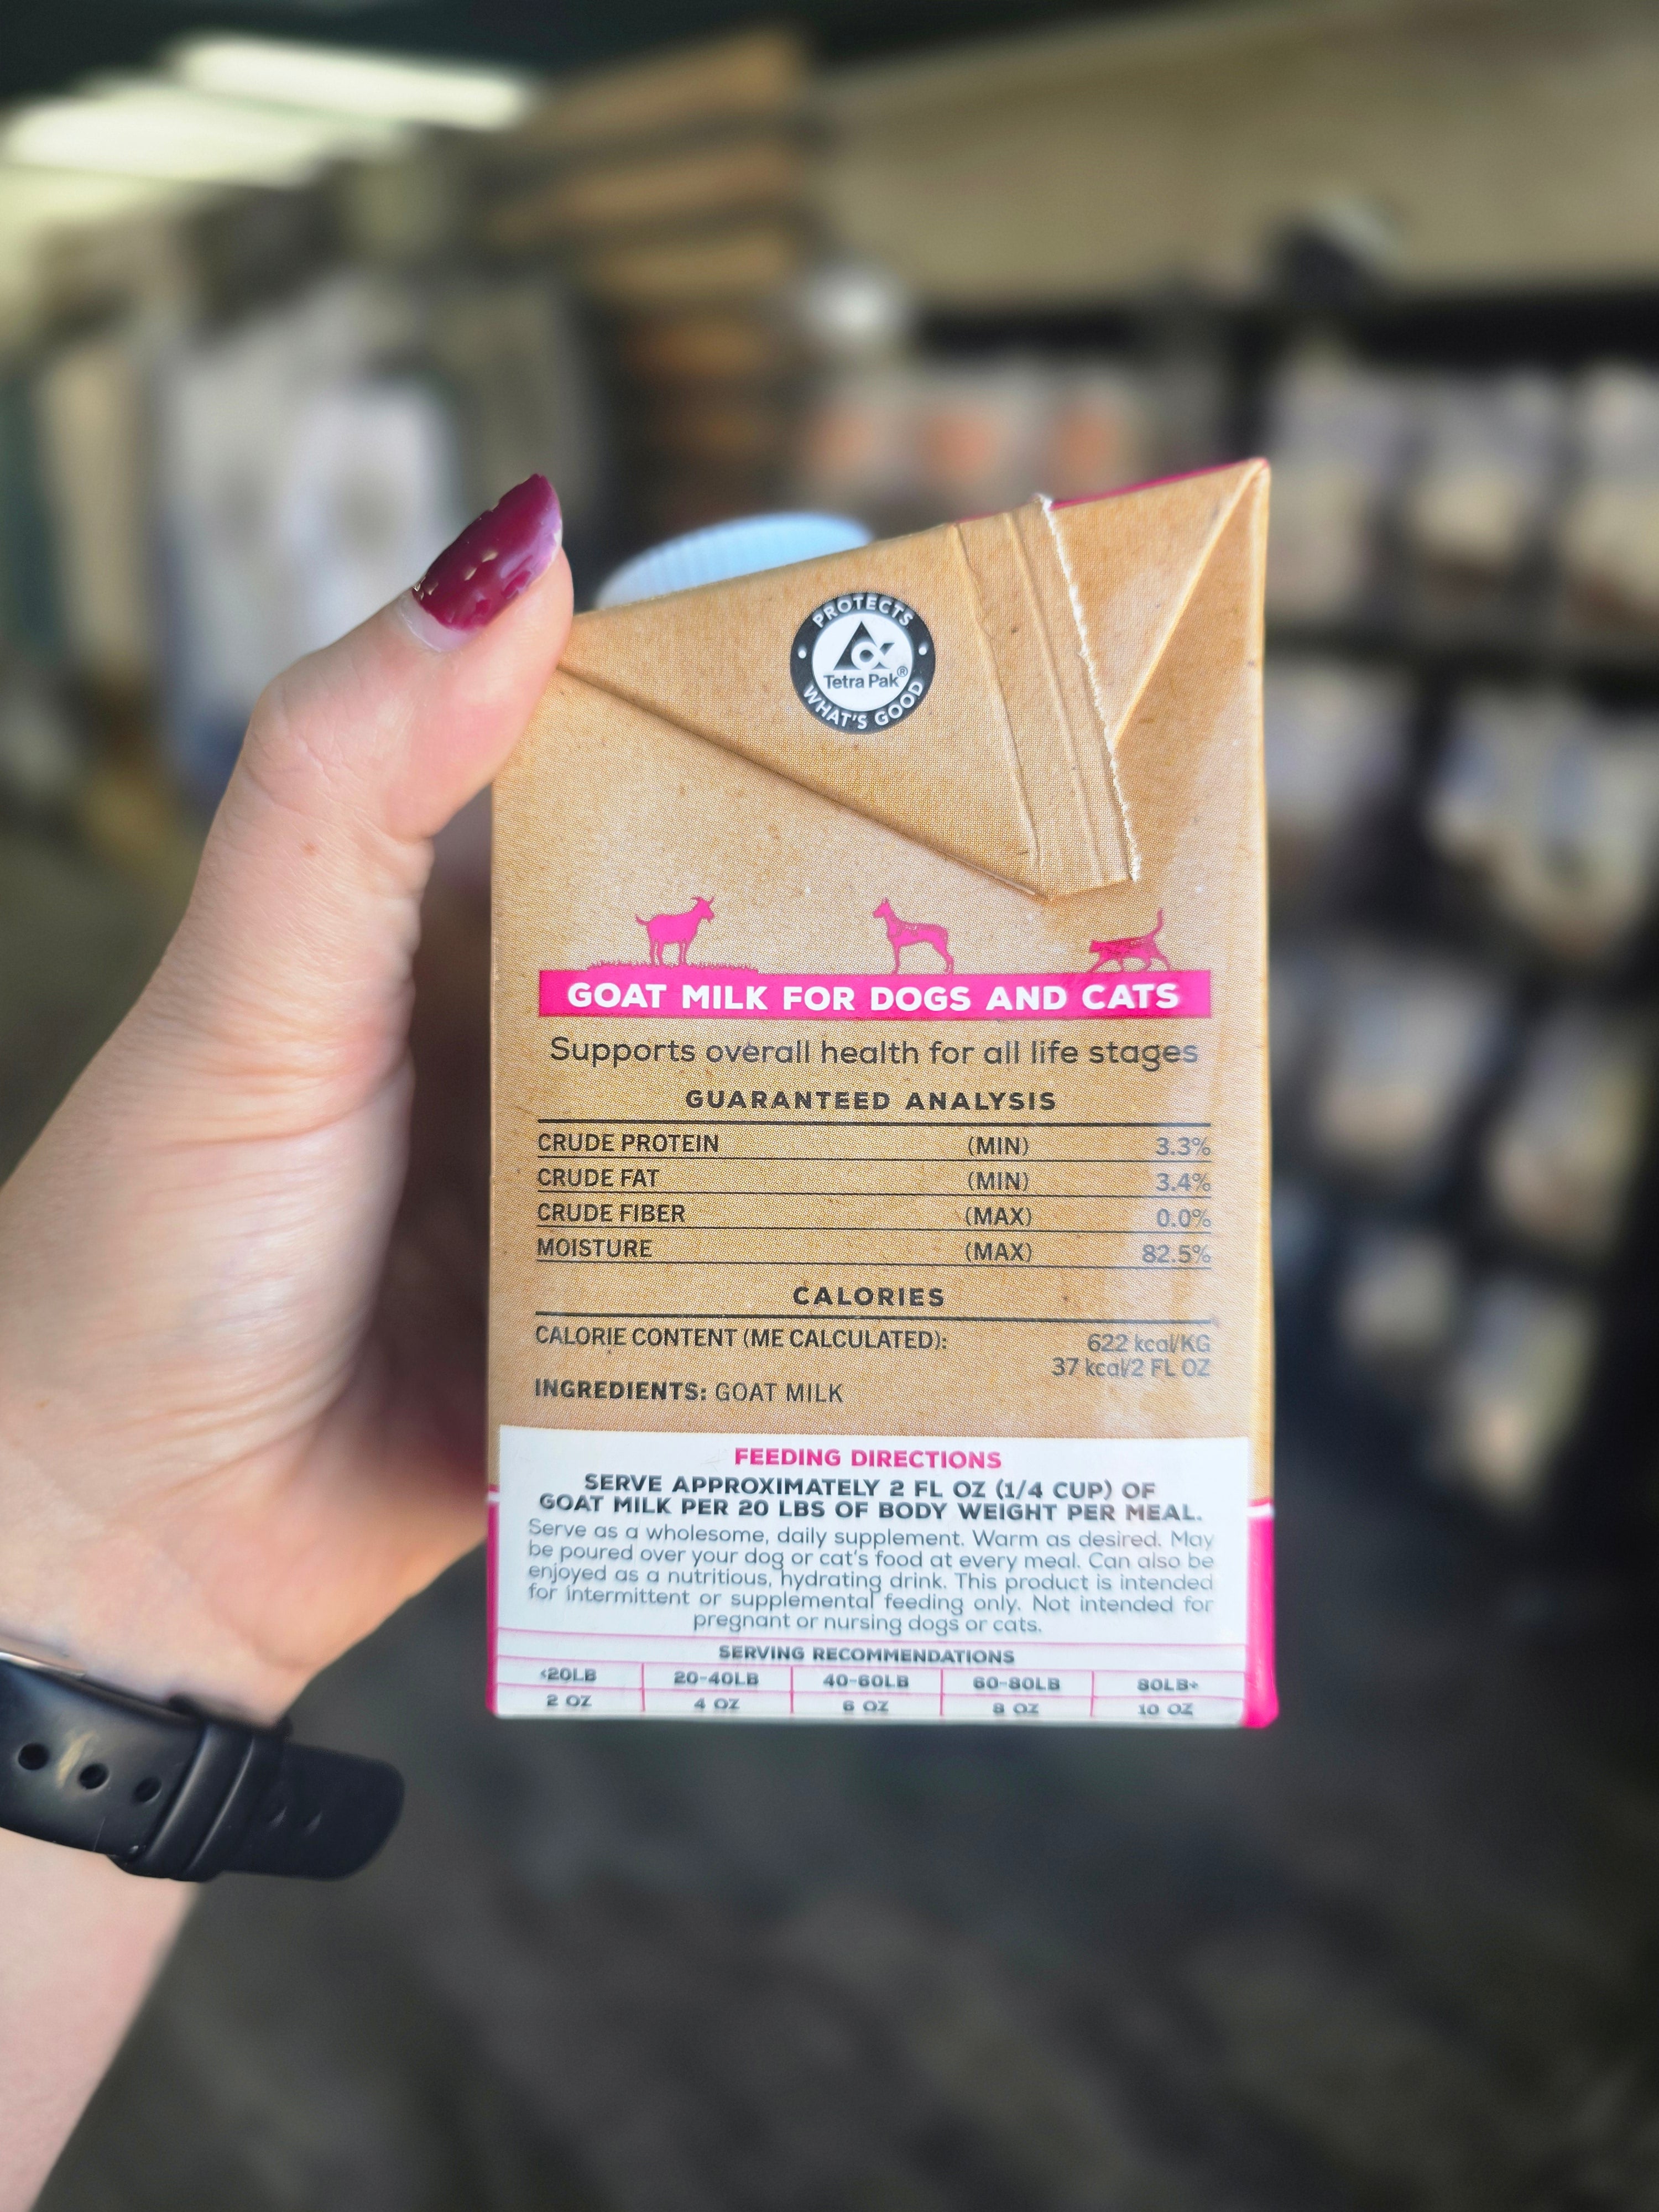 PROTECTS
Tetra Pak®
WHAT'S GOOD
GOAT MILK FOR DOGS AND CATS
Supports overall health for all life stages
GUARANTEED ANALYSIS
CRUDE PROTEIN (MIN) 3.3%
CRUDE FAT (MIN) 3.4%
CRUDE FIBER (MAX) 0.0%
MOISTURE (MAX) 82.5%
CALORIES
CALORIE CONTENT (ME CALCULATED): 622 kcal/KG
37 kcal/2 FL OZ
INGREDIENTS: GOAT MILK
FEEDING DIRECTIONS
SERVE APPROXIMATELY 2 FL OZ (1/4 CUP) OF
GOAT MILK PER 20 LBS OF BODY WEIGHT PER MEAL.
Serve as a wholesome, daily supplement. Warm as desired. May
be poured over your dog or cat's food at every meal. Can also be
enjoyed as a nutritious, hydrating drink. This product is intended
for intermittent or supplemental feeding only. Not intended for
pregnant or nursing dogs or cats.
SERVING RECOMMENDATIONS
<20LB 20-40LB 40-60LB 60-80LB 80LB+
2 OZ 4 OZ 6 OZ 8 OZ 10 OZ